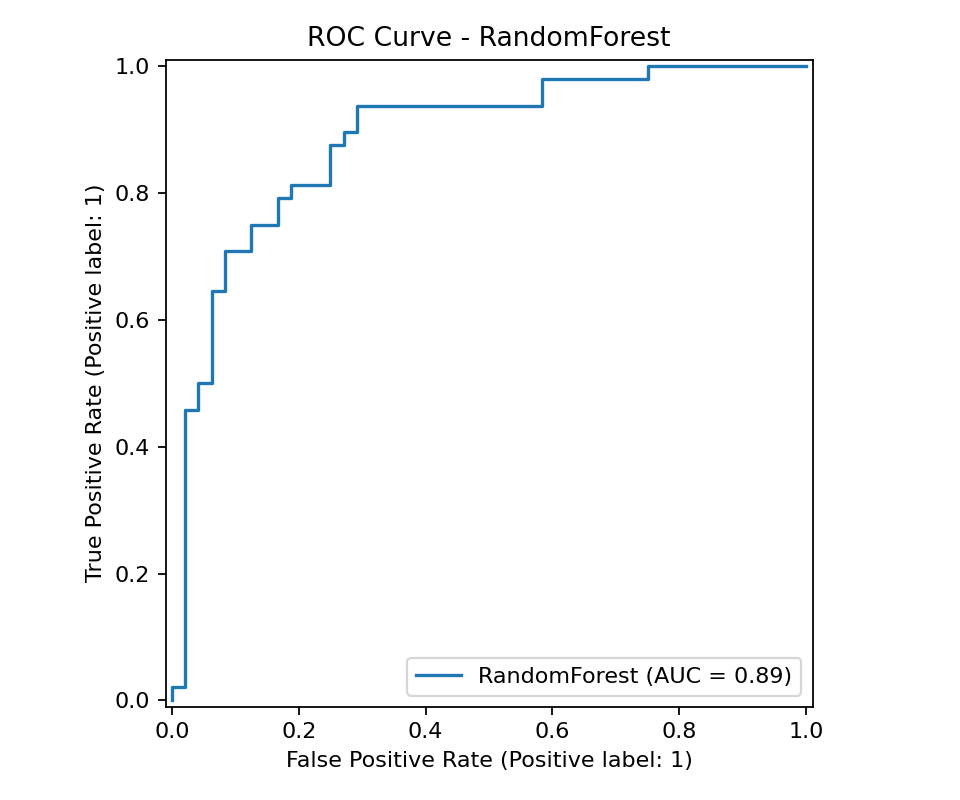 ROC Curve - RandomForest
1.0
0.8
0.6
0.4
0.2
0.0
True Positive Rate (Positive label: 1)
RandomForest (AUC = 0.89)
0.0 0.2 0.4 0.6 0.8 1.0
False Positive Rate (Positive label: 1)